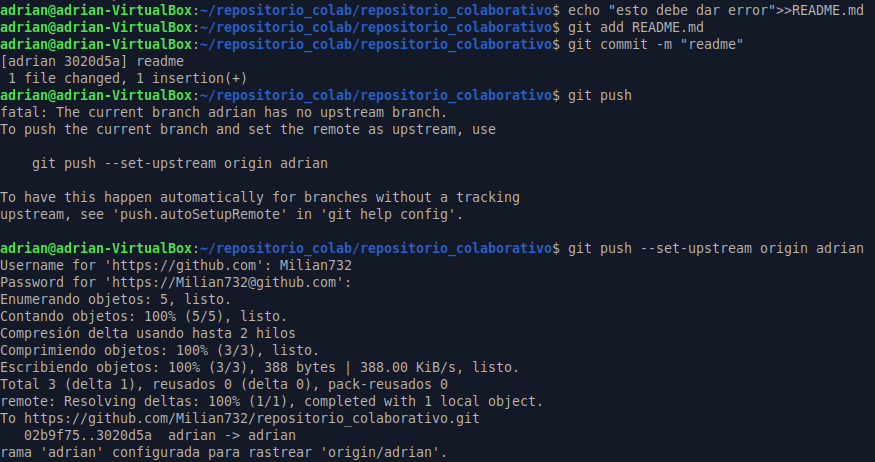 adrian@adrian-VirtualBox:~/repositorio_colab/repositorio_colaborativo$ echo "esto debe dar error">>README.md
adrian@adrian-VirtualBox:~/repositorio_colab/repositorio_colaborativo$ git add README.md
adrian@adrian-VirtualBox:~/repositorio_colab/repositorio_colaborativo$ git commit -m "readme"
[adrian 3020d5a] readme
 1 file changed, 1 insertion(+)
adrian@adrian-VirtualBox:~/repositorio_colab/repositorio_colaborativo$ git push
fatal: The current branch adrian has no upstream branch.
To push the current branch and set the remote as upstream, use

    git push --set-upstream origin adrian

To have this happen automatically for branches without a tracking
upstream, see 'push.autoSetupRemote' in 'git help config'.

adrian@adrian-VirtualBox:~/repositorio_colab/repositorio_colaborativo$ git push --set-upstream origin adrian
Username for 'https://github.com': Milian732
Password for 'https://Milian732@github.com':
Enumerando objetos: 5, listo.
Contando objetos: 100% (5/5), listo.
Compresión delta usando hasta 2 hilos
Comprimiendo objetos: 100% (3/3), listo.
Escribiendo objetos: 100% (3/3), 388 bytes | 388.00 KiB/s, listo.
Total 3 (delta 1), reusados 0 (delta 0), pack-reusados 0
remote: Resolving deltas: 100% (1/1), completed with 1 local object.
To https://github.com/Milian732/repositorio_colaborativo.git
   02b9f75..3020d5a  adrian -> adrian
rama 'adrian' configurada para rastrear 'origin/adrian'.